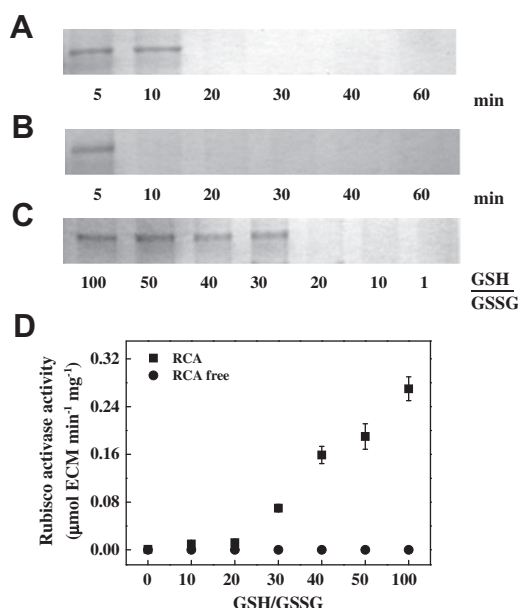 A
5 10 20 30 40 60 min
B
5 10 20 30 40 60 min
C
100 50 40 30 20 10 1 GSH
GSSG
D
RCA
RCA free
Rubisco activase activity
(μmol ECM min⁻¹ mg⁻¹)
0.32
0.24
0.16
0.08
0.00
0 10 20 30 40 50 100
GSH/GSSG